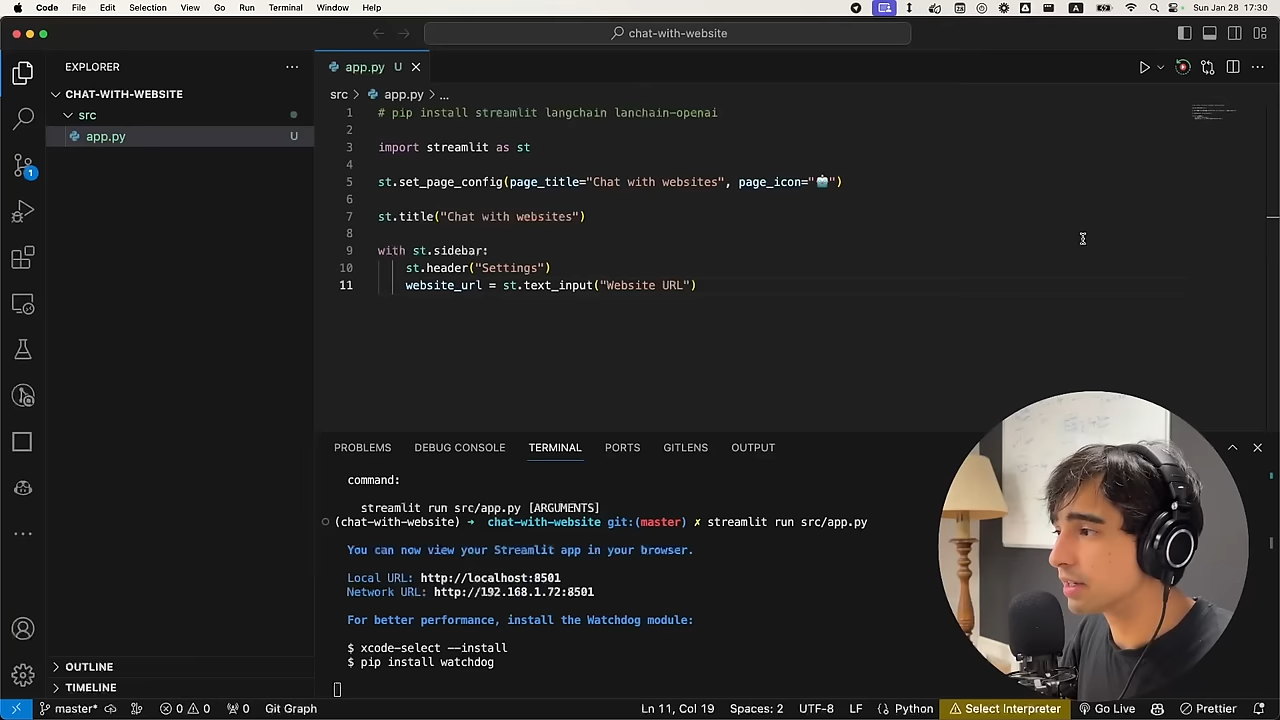 Code File Edit Selection View Go Run Terminal Window Help
A Sun Jan 28 17:30
chat-with-website
EXPLORER
CHAT-WITH-WEBSITE
src
app.py U
OUTLINE
TIMELINE
1
app.py U
src > app.py > ...
1 # pip install streamlit langchain lanchain-openai
2
3 import streamlit as st
4
5 st.set_page_config(page_title="Chat with websites", page_icon="🤖")
6
7 st.title("Chat with websites")
8
9 with st.sidebar:
10 st.header("Settings")
11 website_url = st.text_input("Website URL")
PROBLEMS DEBUG CONSOLE TERMINAL PORTS GITLENS OUTPUT
command:
streamlit run src/app.py [ARGUMENTS]
(chat-with-website) ➜ chat-with-website git:(master) ✗ streamlit run src/app.py
You can now view your Streamlit app in your browser.
Local URL: http://localhost:8501
Network URL: http://192.168.1.72:8501
For better performance, install the Watchdog module:
$ xcode-select --install
$ pip install watchdog
master* 0 0 0 Git Graph Ln 11, Col 19 Spaces: 2 UTF-8 LF {} Python Select Interpreter Go Live Prettier